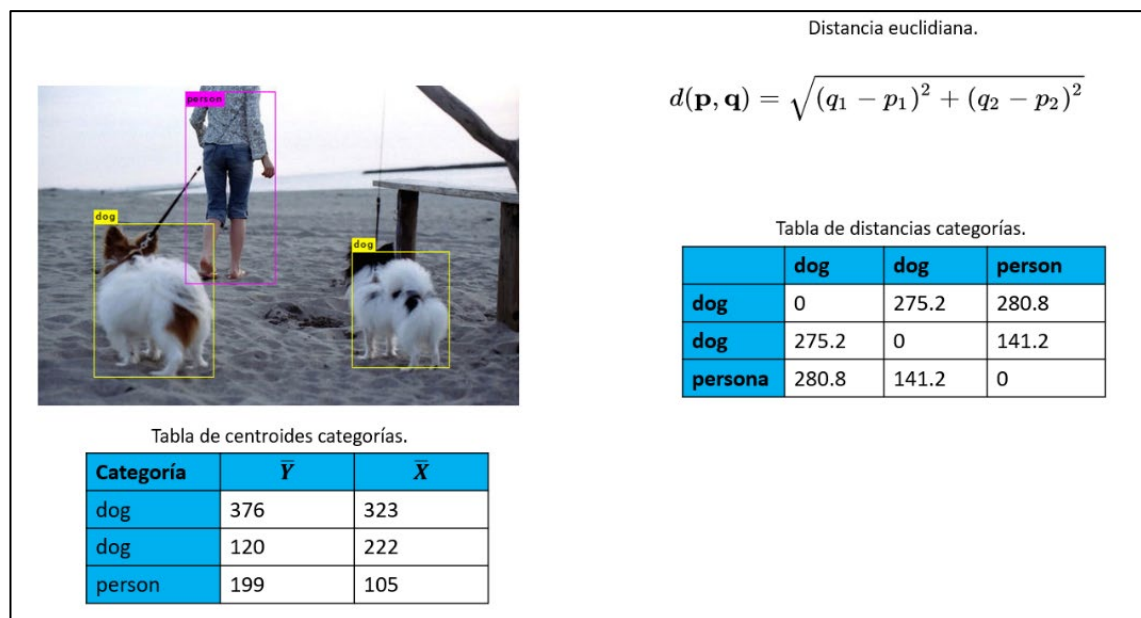 Distancia euclidiana.
d(p, q) = √(q₁ − p₁)² + (q₂ − p₂)²
person
dog
dog
Tabla de distancias categorías.
dog dog person
dog 0 275.2 280.8
dog 275.2 0 141.2
persona 280.8 141.2 0
Tabla de centroides categorías.
Categoría Y̅ X̅
dog 376 323
dog 120 222
person 199 105